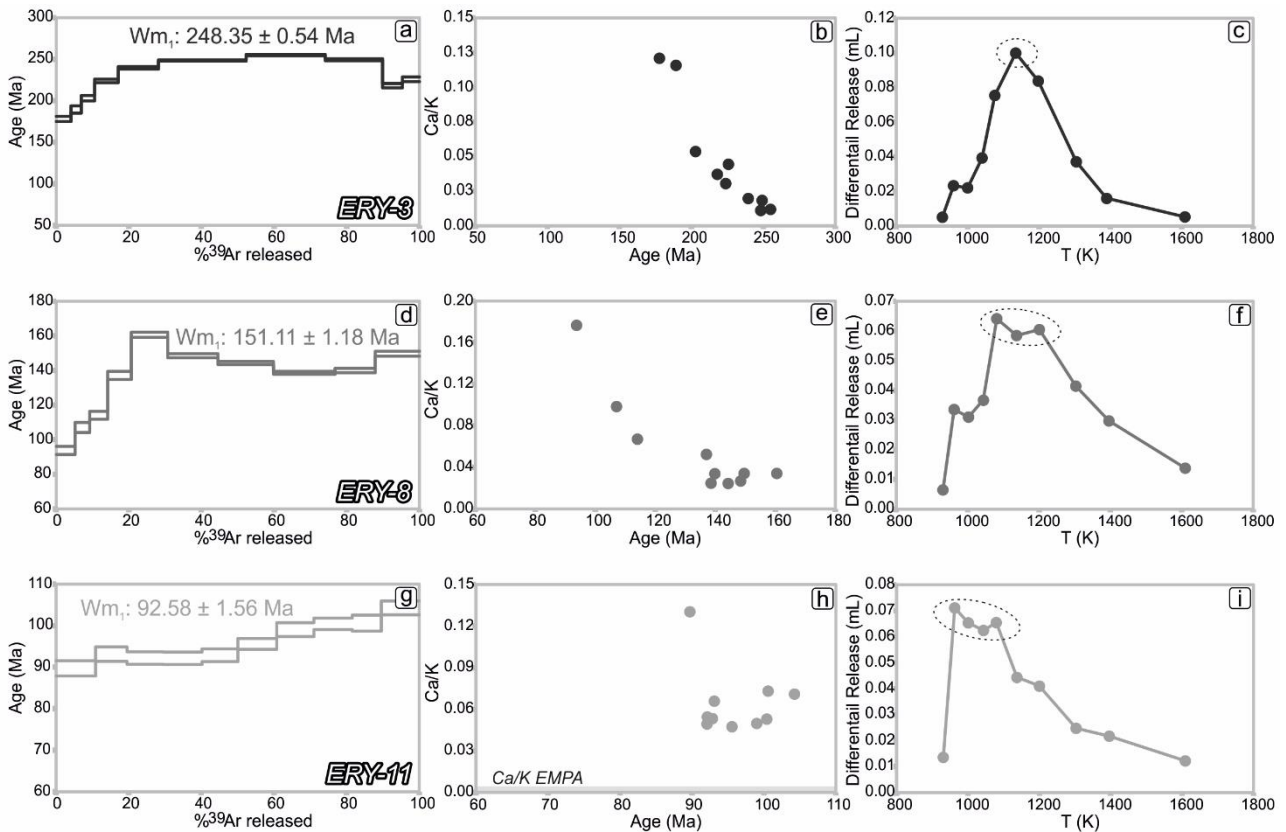 300
250
200
150
100
50
Age (Ma)
Wm₁: 248.35 ± 0.54 Ma
a
ERY-3
0 20 40 60 80 100
%³⁹Ar released
0.15
0.13
0.10
0.08
0.05
0.03
0.00
Ca/K
b
50 100 150 200 250 300
Age (Ma)
0.12
0.10
0.08
0.06
0.04
0.02
0.00
Differentail Release (mL)
c
800 1000 1200 1400 1600 1800
T (K)
180
160
140
120
100
80
60
Age (Ma)
Wm₁: 151.11 ± 1.18 Ma
d
ERY-8
0 20 40 60 80 100
%³⁹Ar released
0.20
0.16
0.12
0.08
0.04
0.00
Ca/K
e
60 80 100 120 140 160 180
Age (Ma)
0.07
0.06
0.05
0.04
0.03
0.02
0.01
0.00
Differentail Release (mL)
f
800 1000 1200 1400 1600 1800
T (K)
110
100
90
80
70
60
Age (Ma)
Wm₁: 92.58 ± 1.56 Ma
g
ERY-11
0 20 40 60 80 100
%³⁹Ar released
0.15
0.12
0.09
0.06
0.03
0.00
Ca/K
h
Ca/K EMPA
60 70 80 90 100 110
Age (Ma)
0.08
0.07
0.06
0.05
0.04
0.03
0.02
0.01
0.00
Differentail Release (mL)
i
800 1000 1200 1400 1600 1800
T (K)